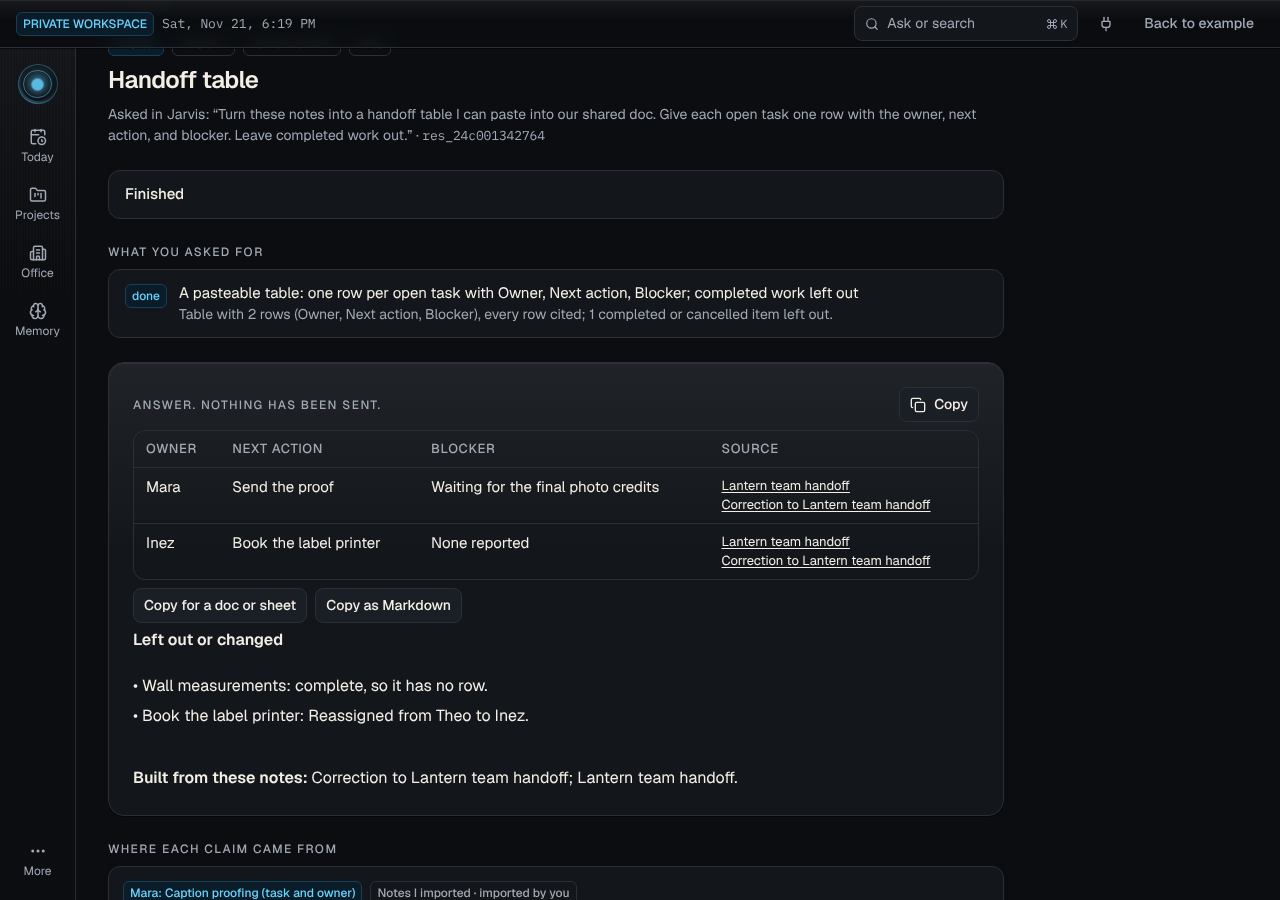 PRIVATE WORKSPACE
Sat, Nov 21, 6:19 PM
Ask or search
⌘K
Back to example
Today
Projects
Office
Memory
More
Handoff table
Asked in Jarvis: “Turn these notes into a handoff table I can paste into our shared doc. Give each open task one row with the owner, next
action, and blocker. Leave completed work out.” · res_24c001342764
Finished
WHAT YOU ASKED FOR
done
A pasteable table: one row per open task with Owner, Next action, Blocker; completed work left out
Table with 2 rows (Owner, Next action, Blocker), every row cited; 1 completed or cancelled item left out.
ANSWER. NOTHING HAS BEEN SENT.
Copy
OWNER NEXT ACTION BLOCKER SOURCE
Mara Send the proof Waiting for the final photo credits Lantern team handoff
Correction to Lantern team handoff
Inez Book the label printer None reported Lantern team handoff
Correction to Lantern team handoff
Copy for a doc or sheet Copy as Markdown
Left out or changed
• Wall measurements: complete, so it has no row.
• Book the label printer: Reassigned from Theo to Inez.
Built from these notes: Correction to Lantern team handoff; Lantern team handoff.
WHERE EACH CLAIM CAME FROM
Mara: Caption proofing (task and owner) Notes I imported · imported by you